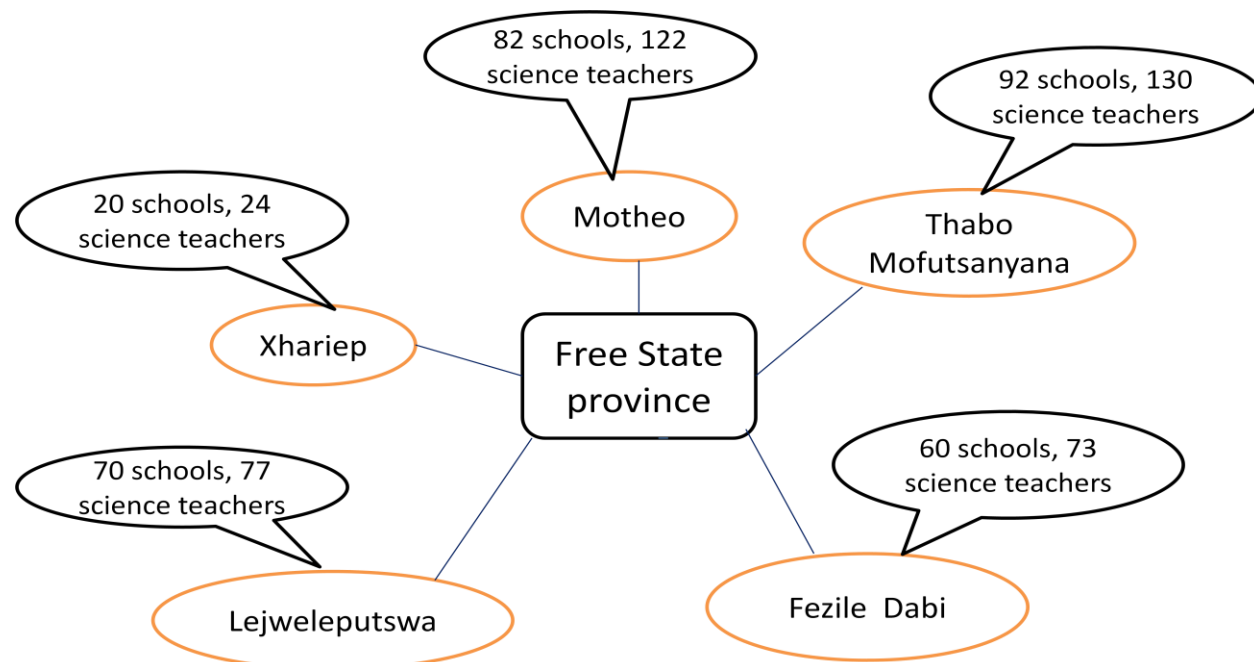 82 schools, 122
science teachers
92 schools, 130
science teachers
20 schools, 24
science teachers
Motheo
Thabo
Mofutsanyana
Xhariep
Free State
province
70 schools, 77
science teachers
60 schools, 73
science teachers
Lejweleputswa
Fezile Dabi